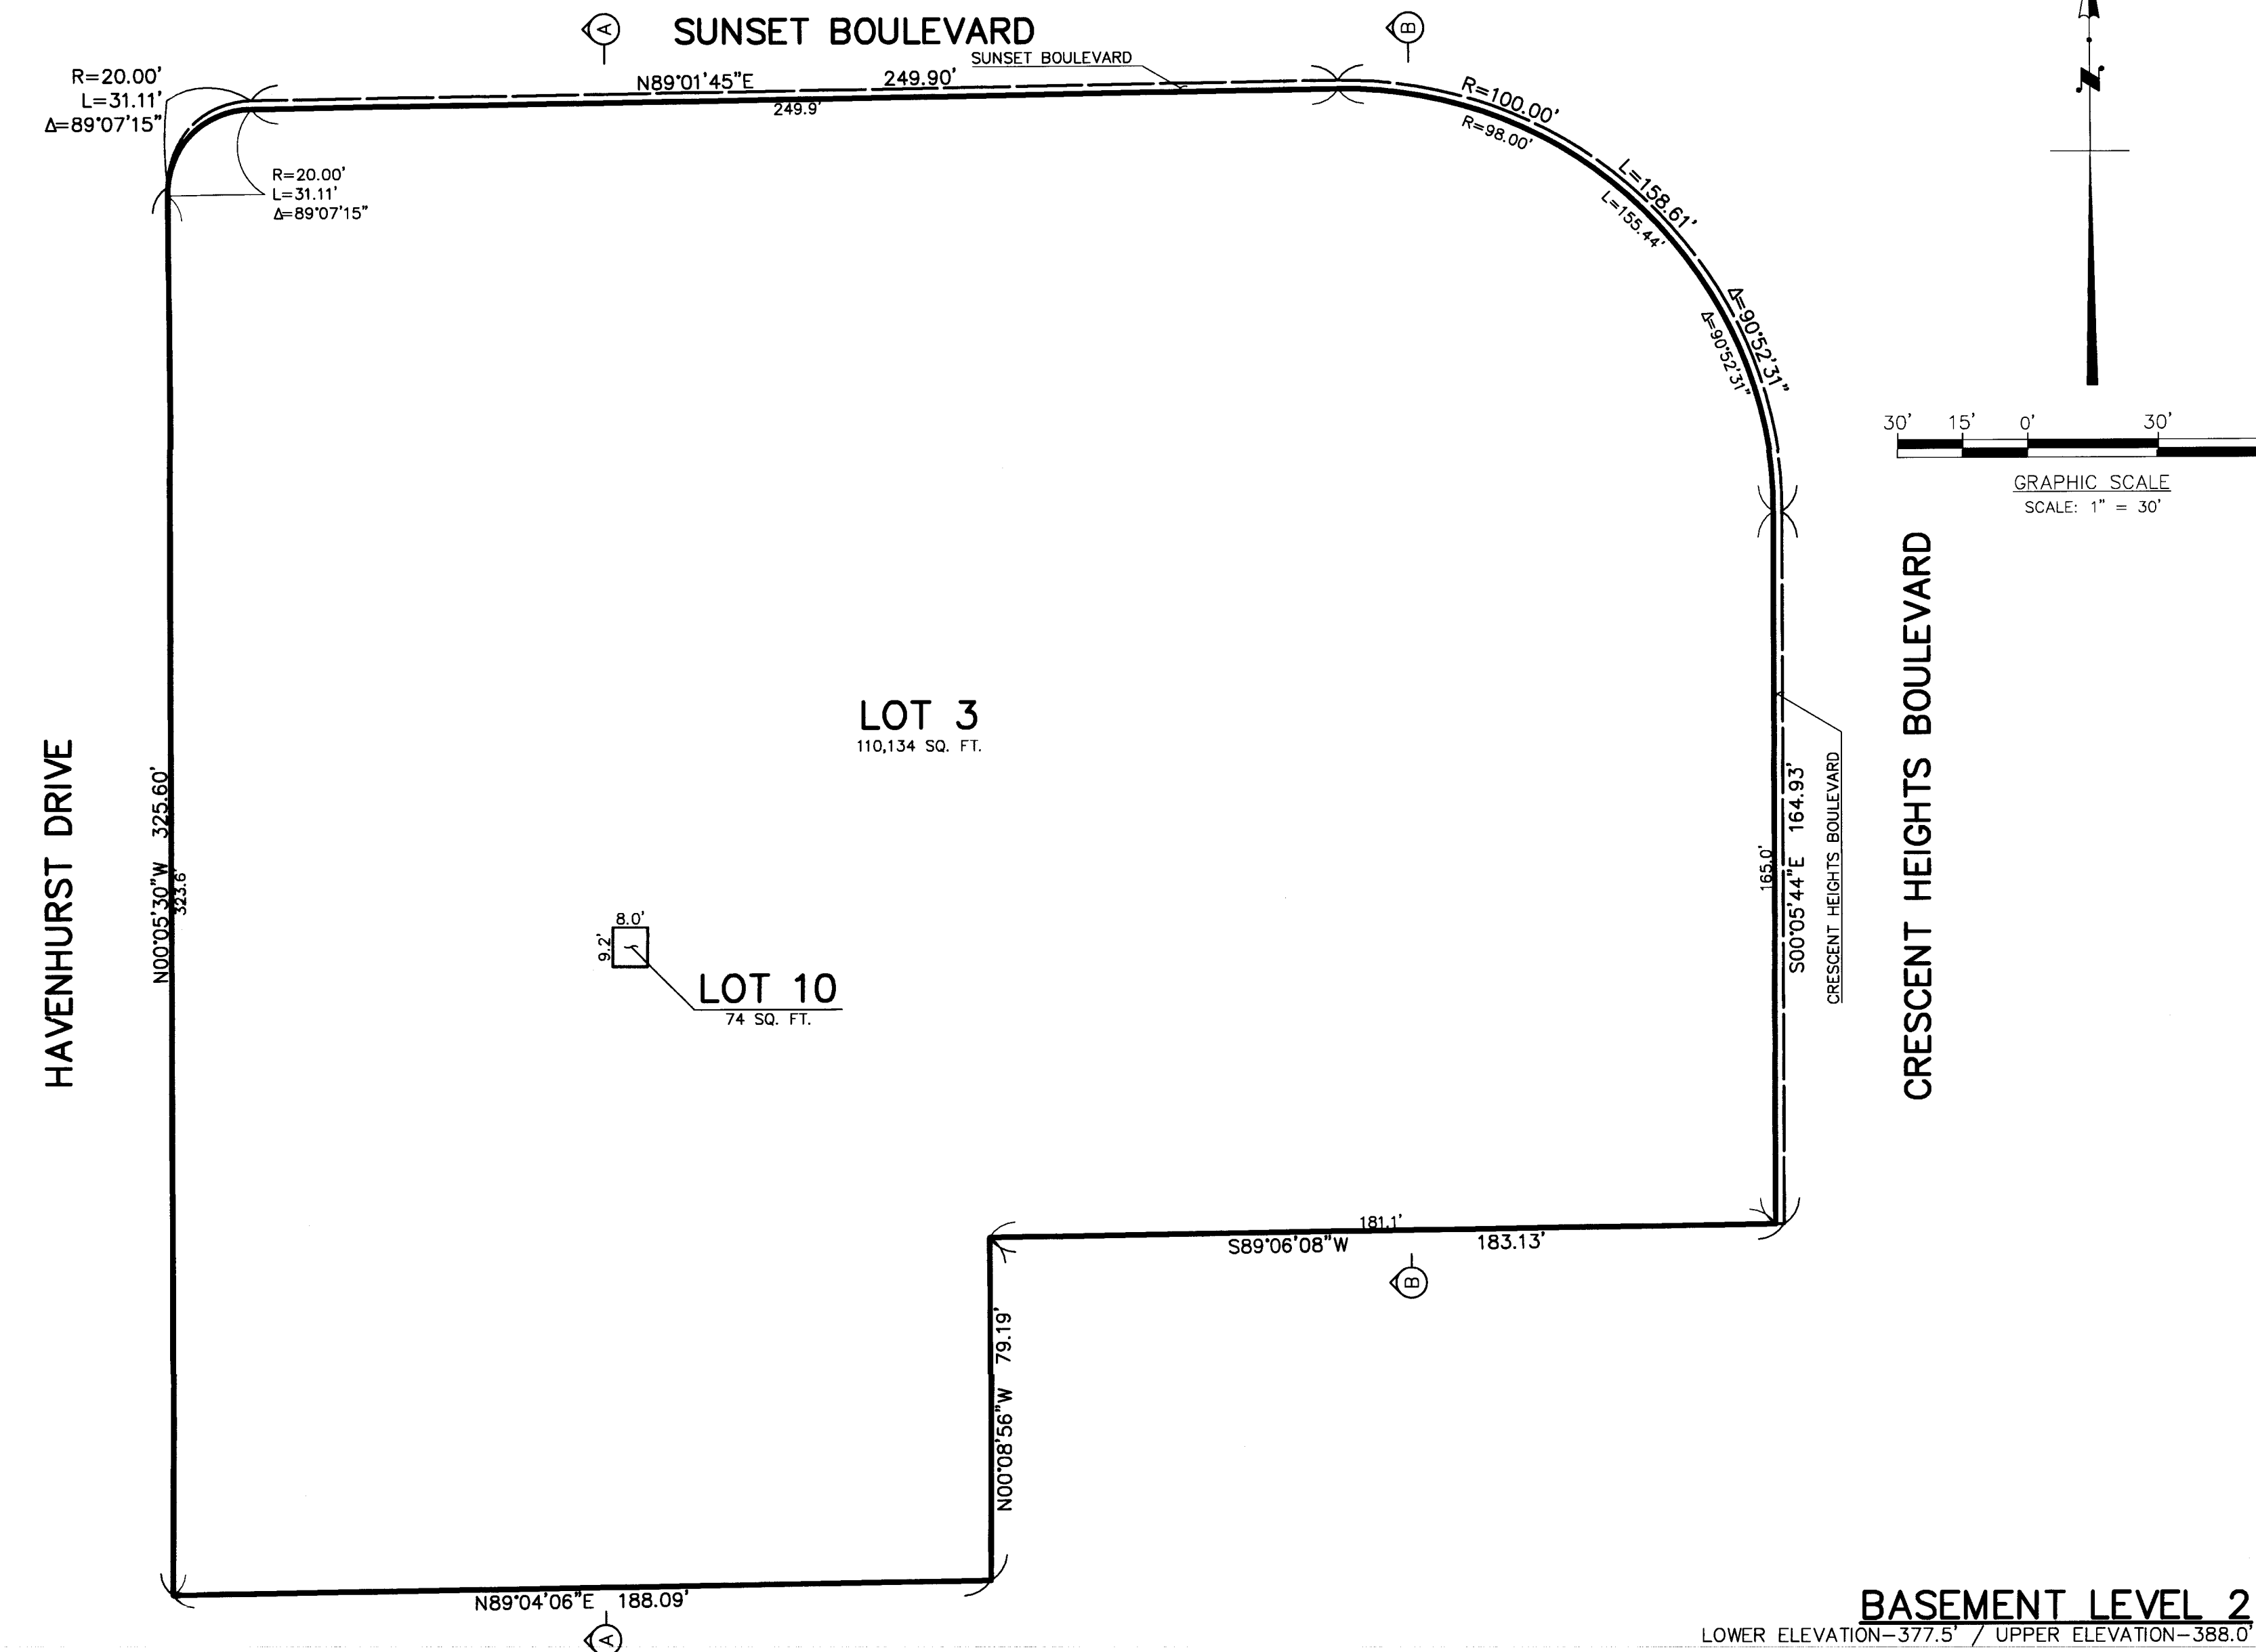 A
SUNSET BOULEVARD
B
SUNSET BOULEVARD
R=20.00'
L=31.11'
Δ=89°07'15"
N89°01'45"E 249.90'
249.9'
R=100.00'
R=98.00'
R=20.00'
L=31.11'
Δ=89°07'15"
L=158.61'
L=155.44'
Δ=90°52'31"
Δ=90°52'31"
N
30' 15' 0' 30'
GRAPHIC SCALE
SCALE: 1" = 30'
LOT 3
110,134 SQ. FT.
HAVENHURST DRIVE
N00°05'30"W 325.60'
323.6'
8.0'
9.2'
LOT 10
74 SQ. FT.
165.0'
S00°05'44"E 164.93'
CRESCENT HEIGHTS BOULEVARD
CRESCENT HEIGHTS BOULEVARD
181.1'
S89°06'08"W 183.13'
B
N00°08'56"W 79.19'
N89°04'06"E 188.09'
A
BASEMENT LEVEL 2
LOWER ELEVATION-377.5' / UPPER ELEVATION-388.0'